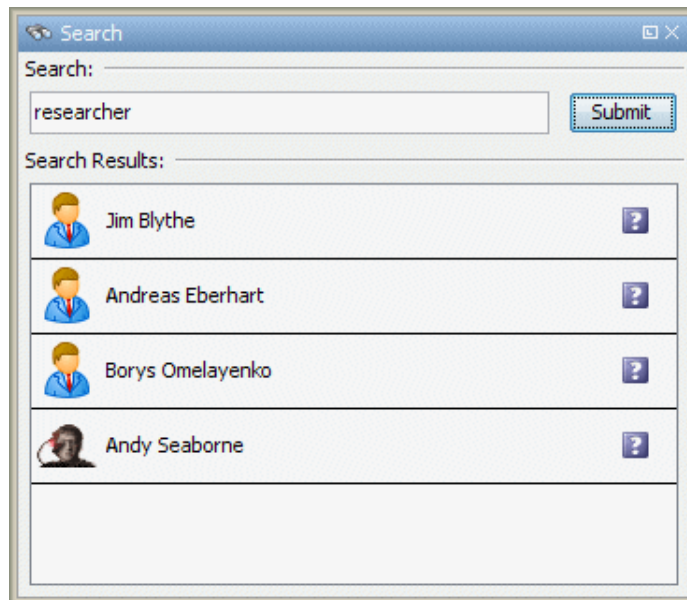 Search
Search:
researcher
Submit
Search Results:
Jim Blythe
?
Andreas Eberhart
?
Borys Omelayenko
?
Andy Seaborne
?